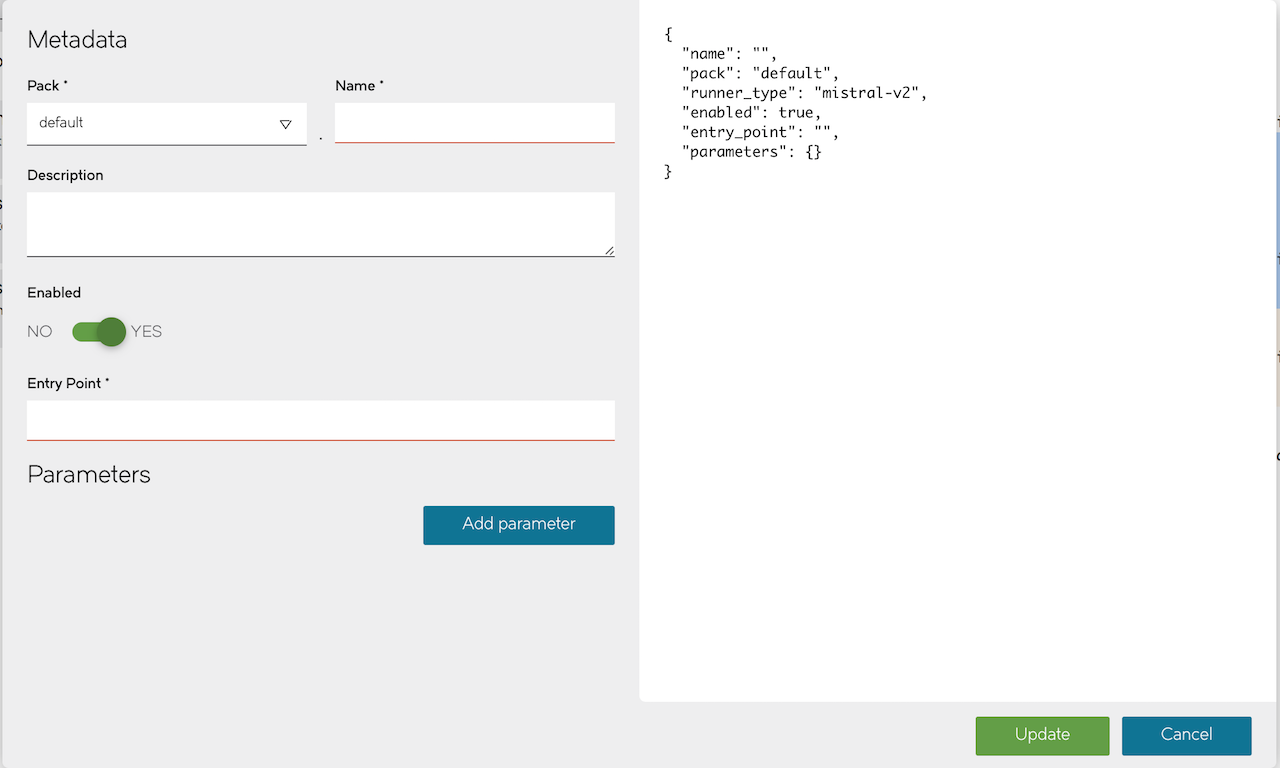 Metadata
Pack *
Name *
default
.
Description
Enabled
NO YES
Entry Point *
Parameters
Add parameter
{
"name": "",
"pack": "default",
"runner_type": "mistral-v2",
"enabled": true,
"entry_point": "",
"parameters": {}
}
Update
Cancel